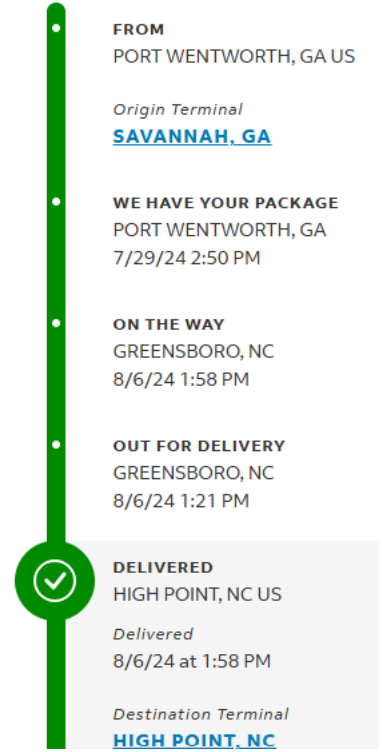 FROM
PORT WENTWORTH, GA US
Origin Terminal
SAVANNAH, GA
WE HAVE YOUR PACKAGE
PORT WENTWORTH, GA
7/29/24 2:50 PM
ON THE WAY
GREENSBORO, NC
8/6/24 1:58 PM
OUT FOR DELIVERY
GREENSBORO, NC
8/6/24 1:21 PM
DELIVERED
HIGH POINT, NC US
Delivered
8/6/24 at 1:58 PM
Destination Terminal
HIGH POINT, NC